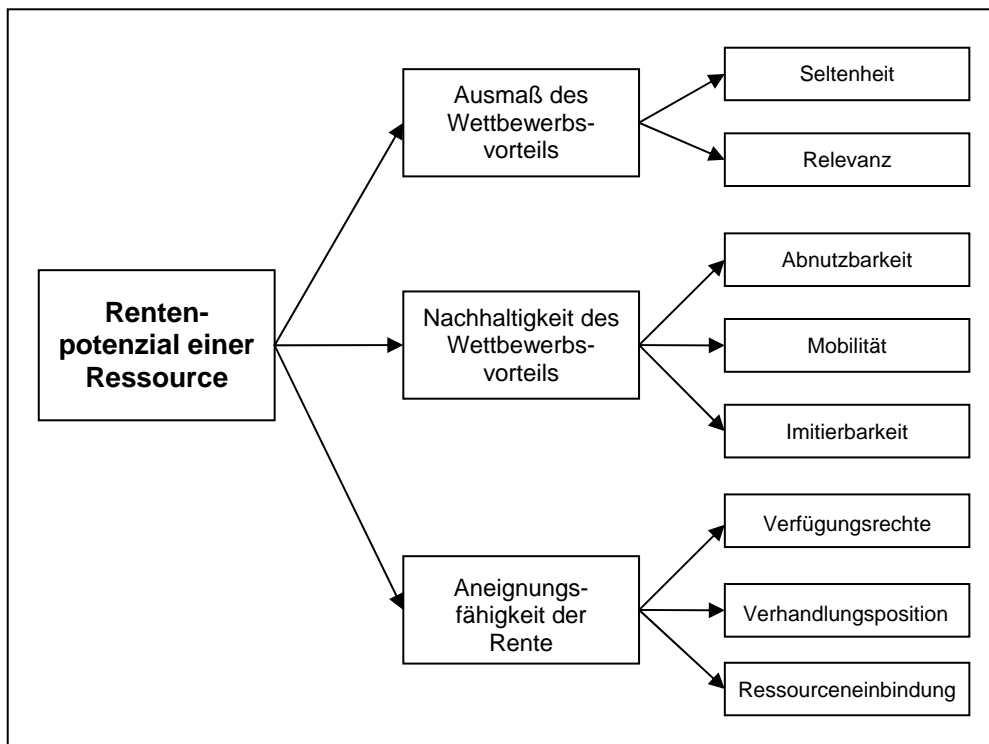 Renten-
potenzial einer
Ressource
Ausmaß des
Wettbewerbs-
vorteils
Seltenheit
Relevanz
Nachhaltigkeit des
Wettbewerbs-
vorteils
Abnutzbarkeit
Mobilität
Imitierbarkeit
Aneignungs-
fähigkeit der
Rente
Verfügungsrechte
Verhandlungsposition
Ressourceneinbindung